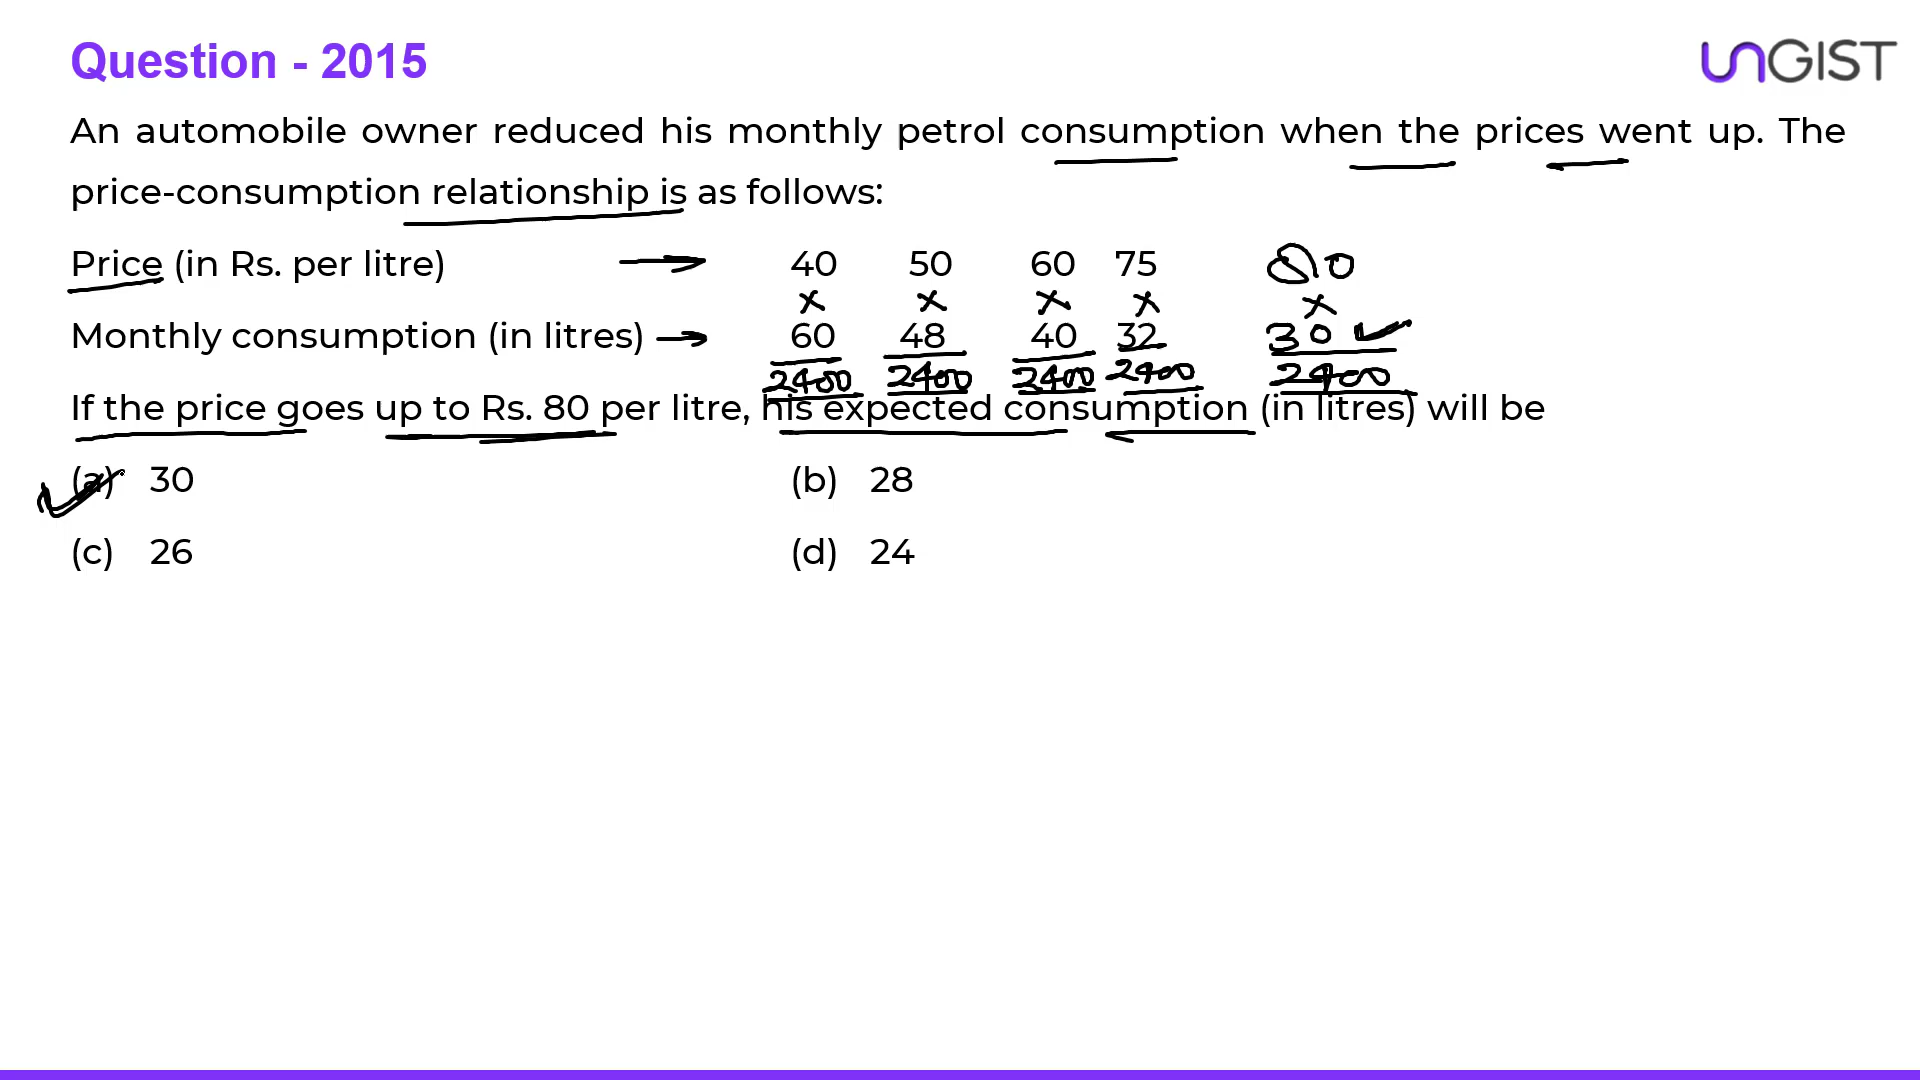 Question - 2015
UNGIST
An automobile owner reduced his monthly petrol consumption when the prices went up. The
price-consumption relationship is as follows:
Price (in Rs. per litre) → 40 50 60 75 80
x x x x x
Monthly consumption (in litres) → 60 48 40 32 30 ✓
2400 2400 2400 2400 2400
If the price goes up to Rs. 80 per litre, his expected consumption (in litres) will be
(a) 30 (b) 28
(c) 26 (d) 24